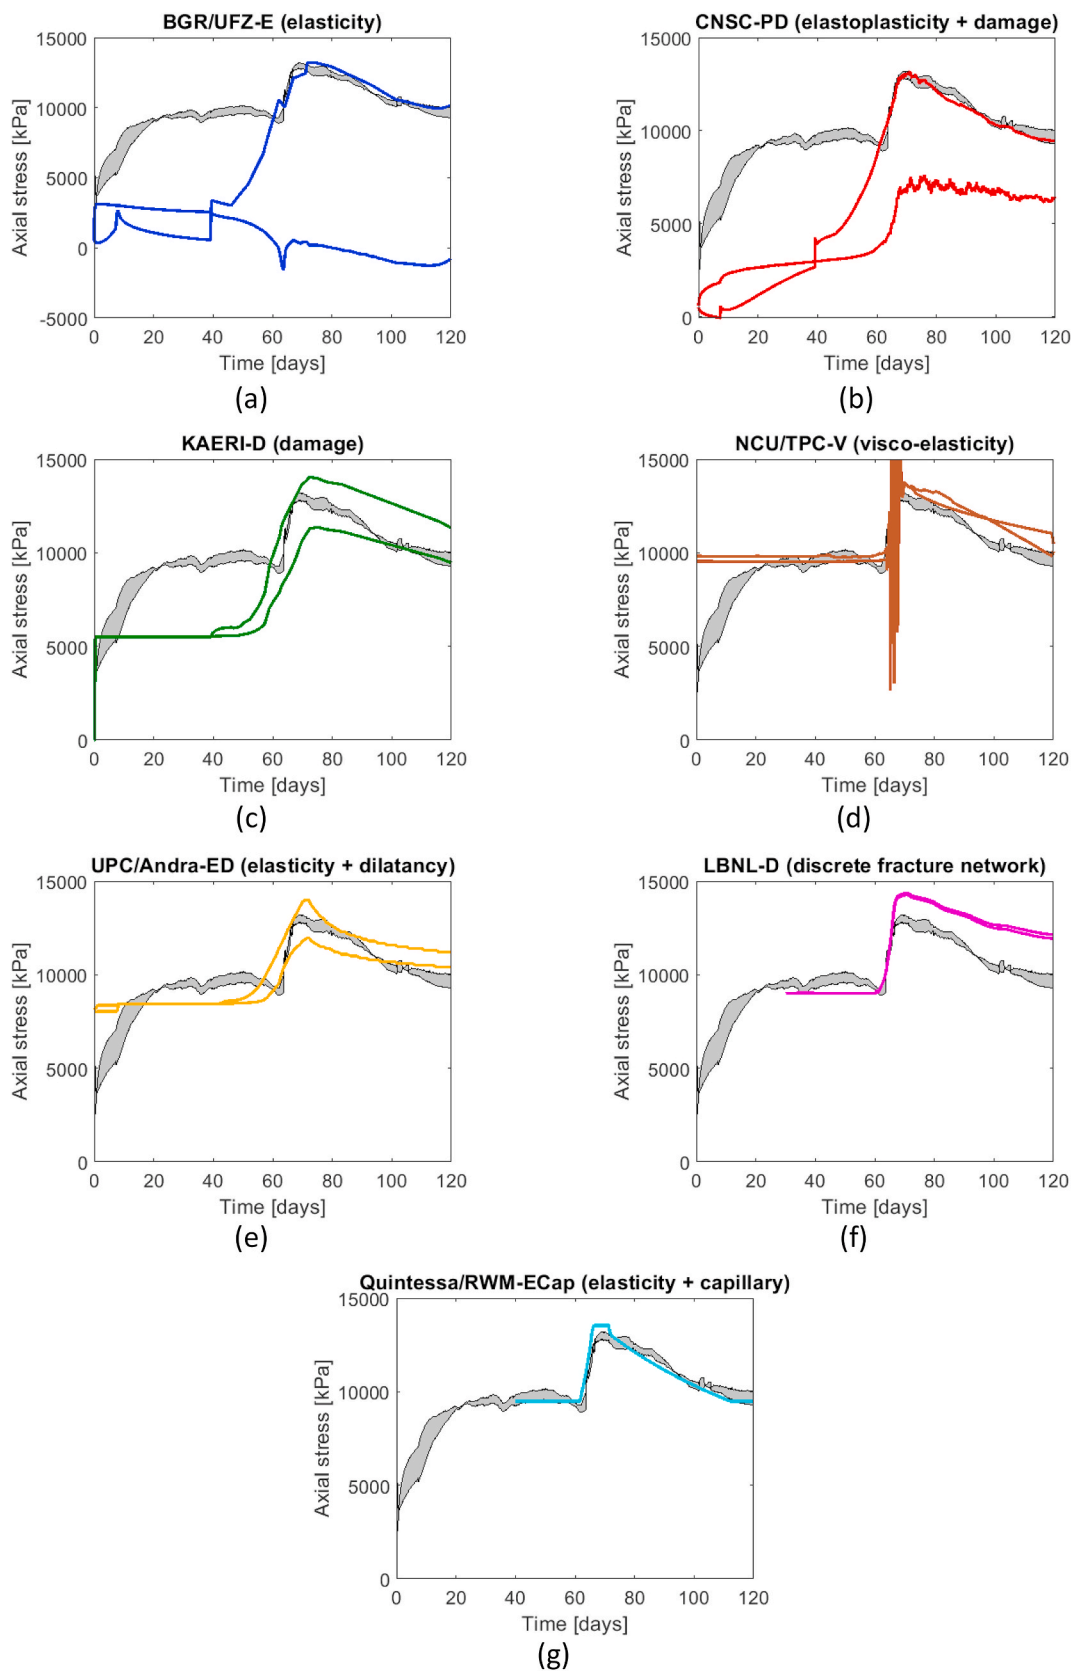 BGR/UFZ-E (elasticity)
15000
10000
5000
0
-5000
Axial stress [kPa]
0 20 40 60 80 100 120
Time [days]
(a)
CNSC-PD (elastoplasticity + damage)
15000
10000
5000
0
Axial stress [kPa]
0 20 40 60 80 100 120
Time [days]
(b)
KAERI-D (damage)
15000
10000
5000
0
Axial stress [kPa]
0 20 40 60 80 100 120
Time [days]
(c)
NCU/TPC-V (visco-elasticity)
15000
10000
5000
0
Axial stress [kPa]
0 20 40 60 80 100 120
Time [days]
(d)
UPC/Andra-ED (elasticity + dilatancy)
15000
10000
5000
0
Axial stress [kPa]
0 20 40 60 80 100 120
Time [days]
(e)
LBNL-D (discrete fracture network)
15000
10000
5000
0
Axial stress [kPa]
0 20 40 60 80 100 120
Time [days]
(f)
Quintessa/RWM-ECap (elasticity + capillary)
15000
10000
5000
0
Axial stress [kPa]
0 20 40 60 80 100 120
Time [days]
(g)